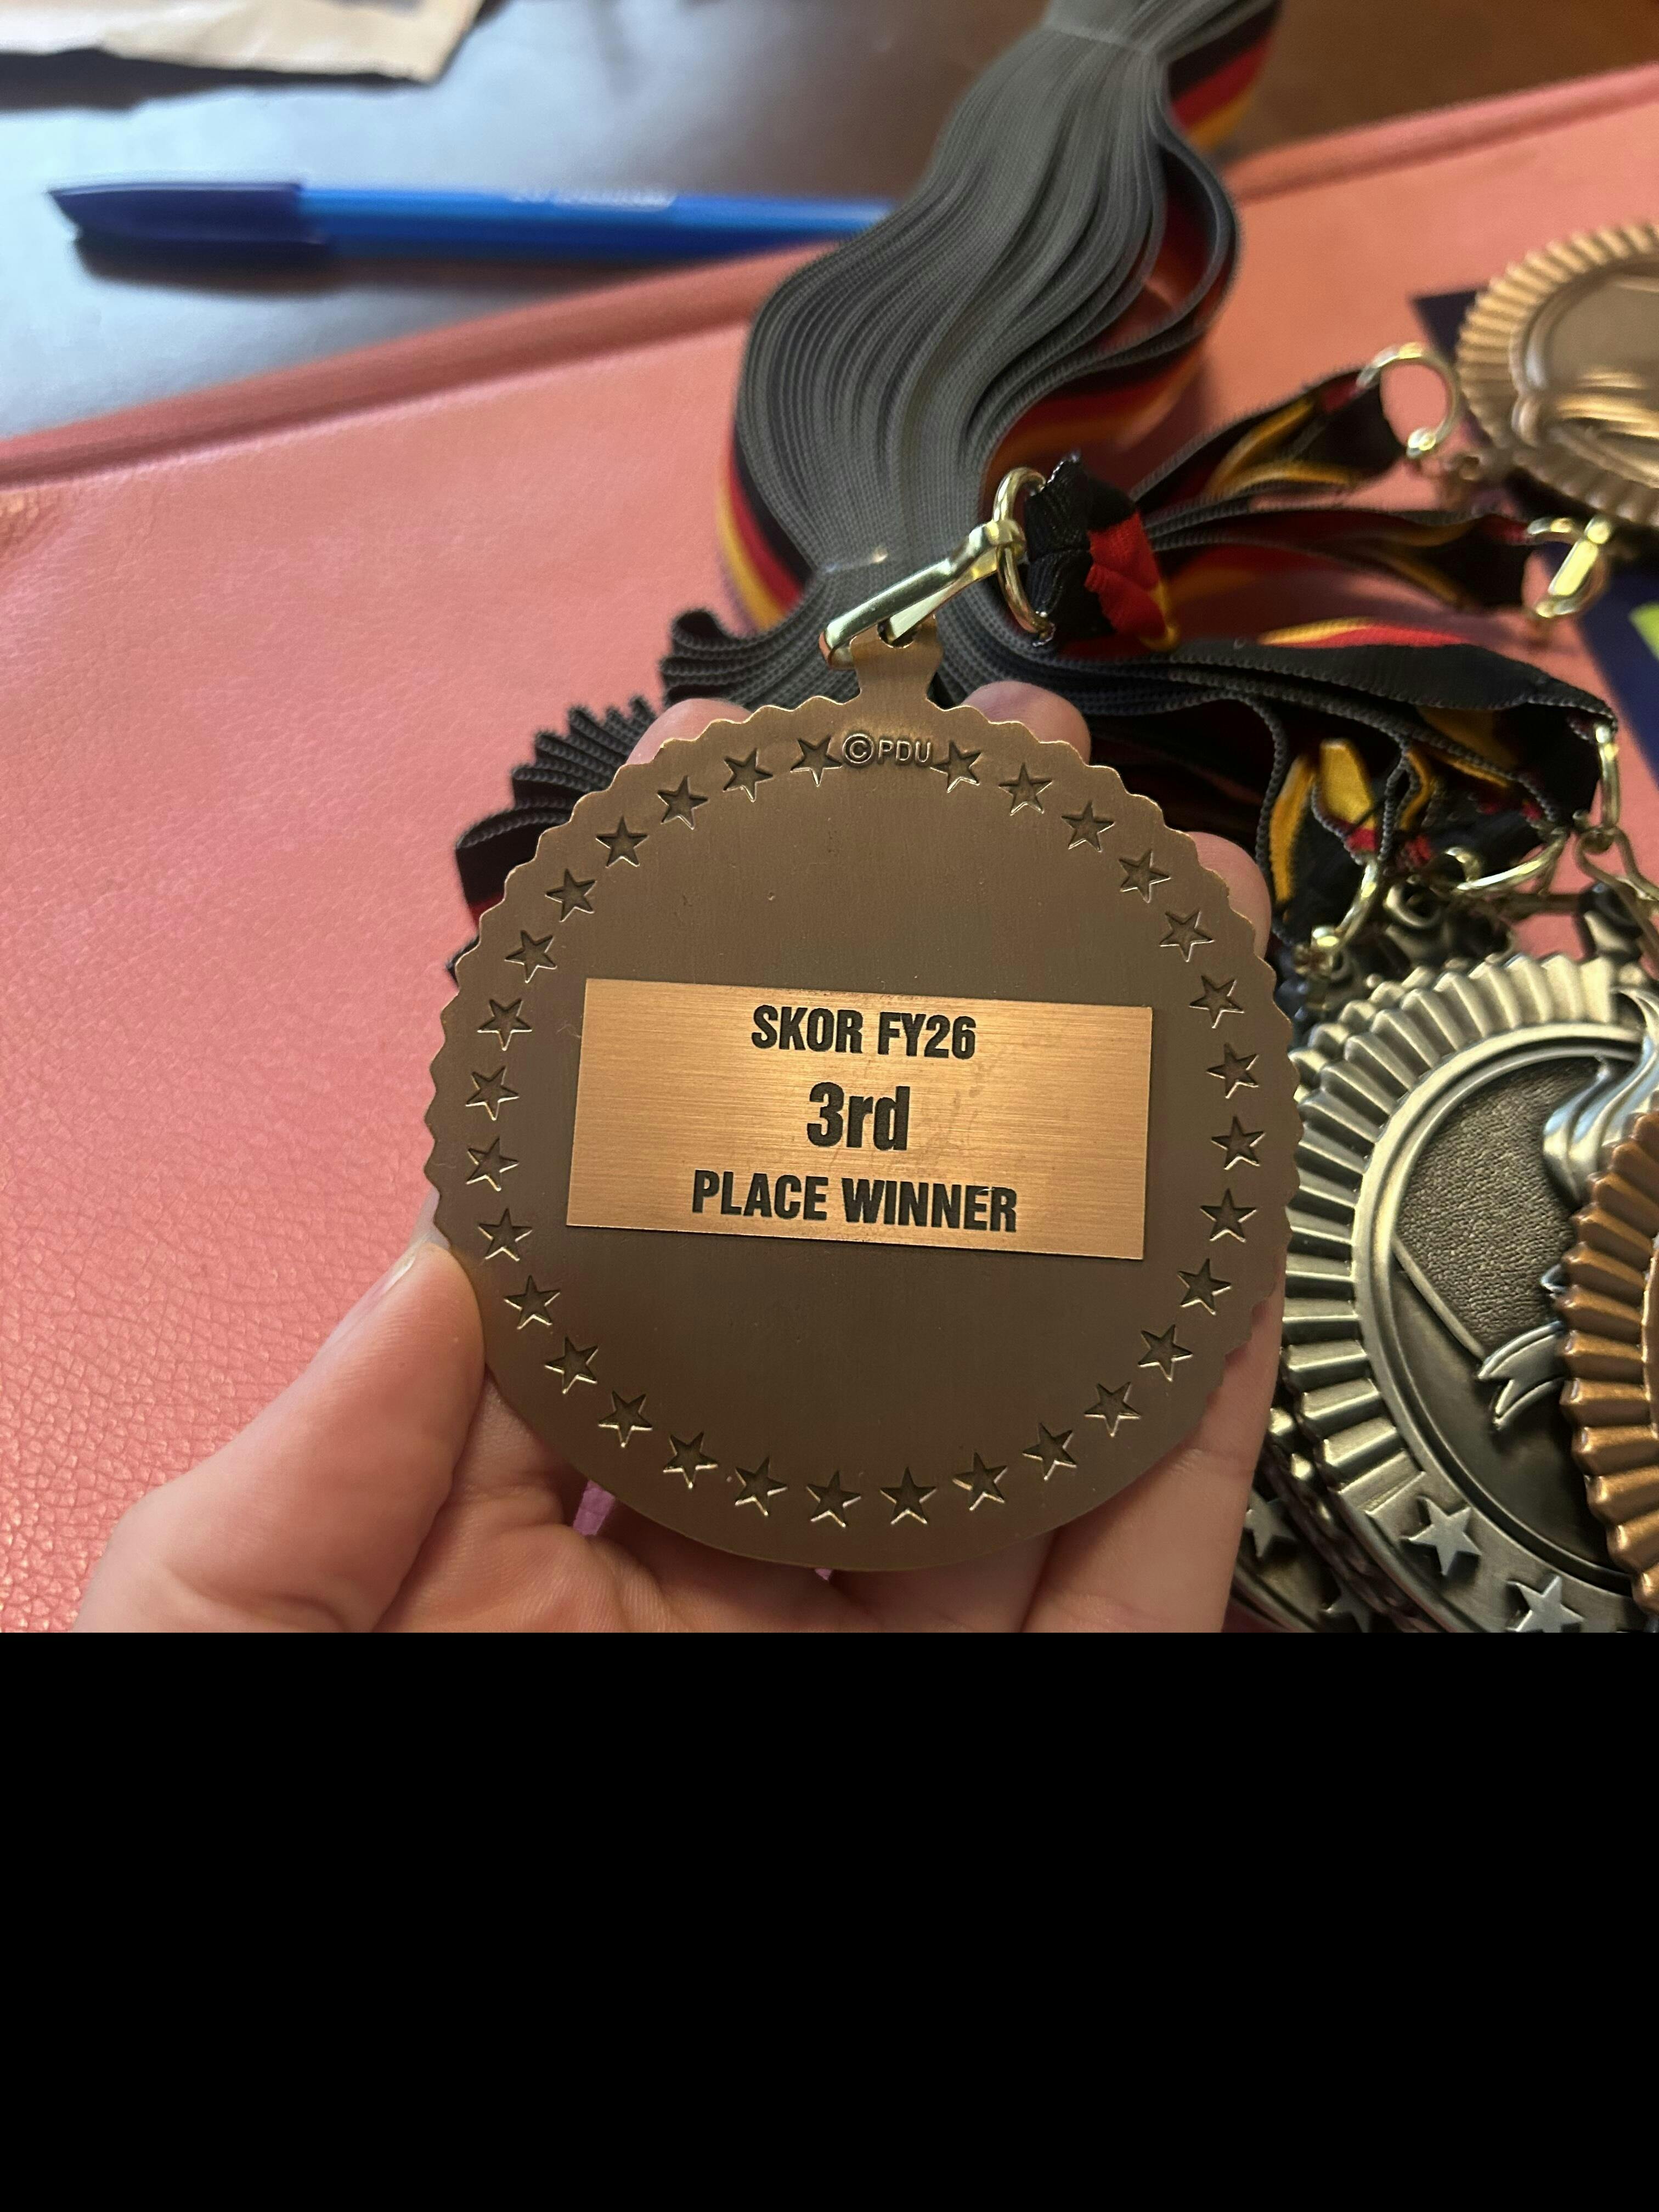 ©PDU
SKOR FY26
3rd
PLACE WINNER